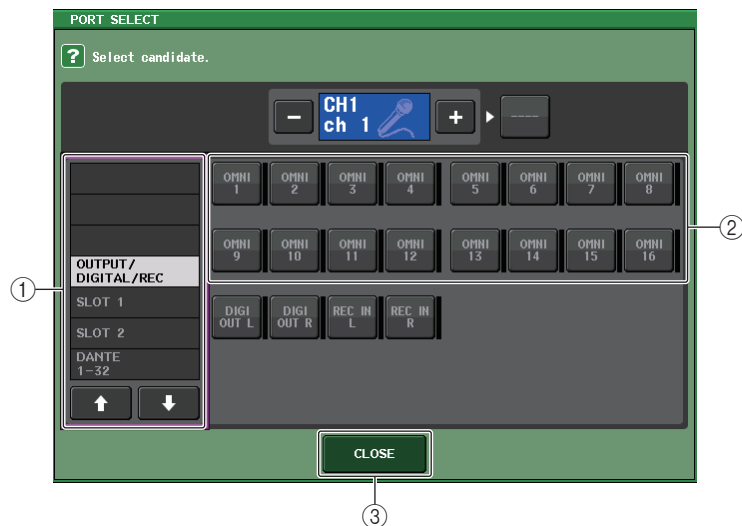 PORT SELECT
? Select candidate.
− CH1 + ----
ch 1
OUTPUT/
DIGITAL/REC
SLOT 1
SLOT 2
DANTE
1-32
OMNI OMNI OMNI OMNI OMNI OMNI OMNI OMNI
1 2 3 4 5 6 7 8
OMNI OMNI OMNI OMNI OMNI OMNI OMNI OMNI
9 10 11 12 13 14 15 16
DIGI DIGI REC IN REC IN
OUT L OUT R L R
CLOSE
①
②
③